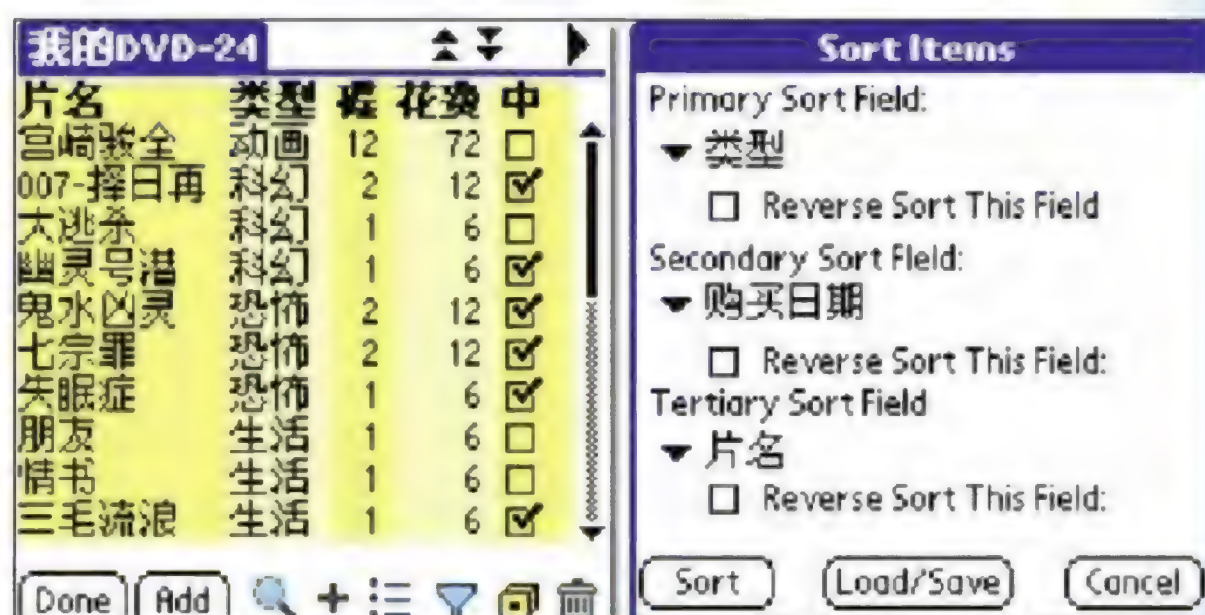 我的DVD-24
片名 类型 碟 花费 中
宫崎骏全 动画 12 72
007-择日再 科幻 2 12
大逃杀 科幻 1 6
幽灵号潜 科幻 1 6
鬼水凶灵 恐怖 2 12
七宗罪 恐怖 2 12
失眠症 恐怖 1 6
朋友 生活 1 6
情书 生活 1 6
三毛流浪 生活 1 6
Done Add
Sort Items
Primary Sort Field:
类型
Reverse Sort This Field
Secondary Sort Field:
购买日期
Reverse Sort This Field:
Tertiary Sort Field
片名
Reverse Sort This Field:
Sort Load/Save Cancel